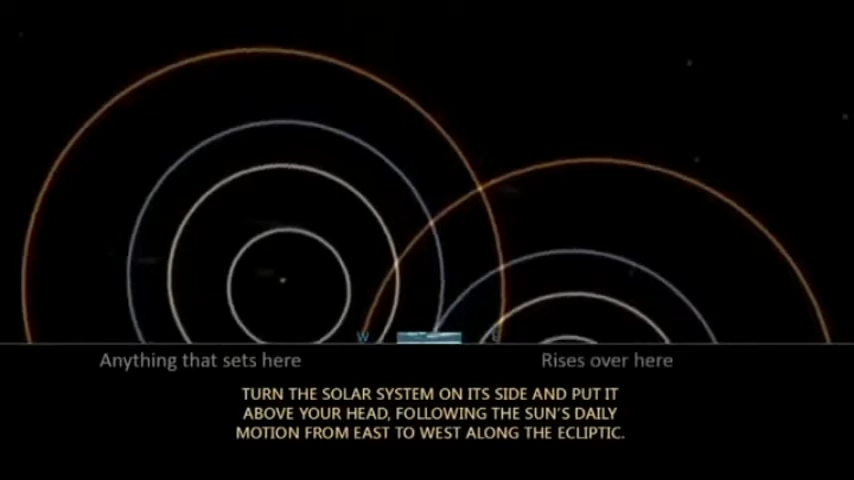 W
E
Anything that sets here
Rises over here
TURN THE SOLAR SYSTEM ON ITS SIDE AND PUT IT
ABOVE YOUR HEAD, FOLLOWING THE SUN'S DAILY
MOTION FROM EAST TO WEST ALONG THE ECLIPTIC.